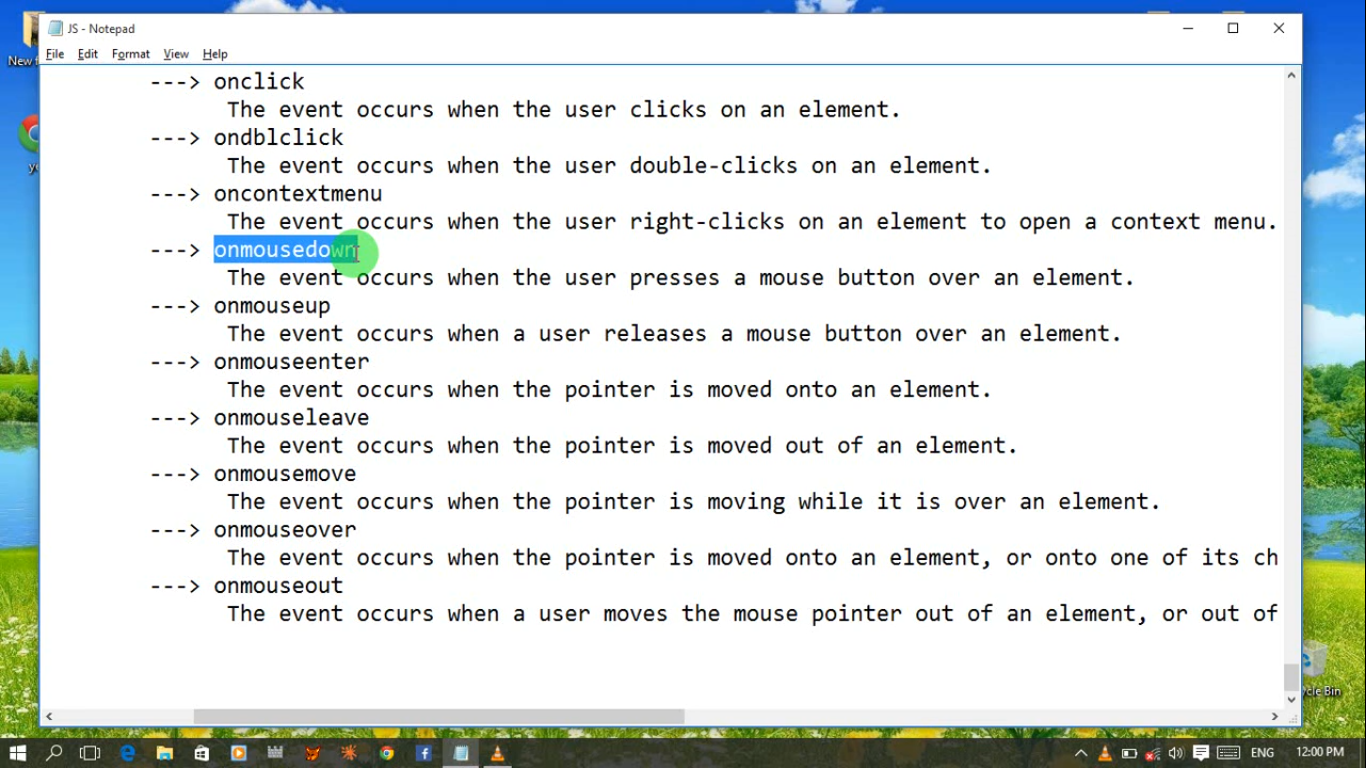 JS - Notepad
File Edit Format View Help
---> onclick
The event occurs when the user clicks on an element.
---> ondblclick
The event occurs when the user double-clicks on an element.
---> oncontextmenu
The event occurs when the user right-clicks on an element to open a context menu.
---> onmousedown
The event occurs when the user presses a mouse button over an element.
---> onmouseup
The event occurs when a user releases a mouse button over an element.
---> onmouseenter
The event occurs when the pointer is moved onto an element.
---> onmouseleave
The event occurs when the pointer is moved out of an element.
---> onmousemove
The event occurs when the pointer is moving while it is over an element.
---> onmouseover
The event occurs when the pointer is moved onto an element, or onto one of its ch
---> onmouseout
The event occurs when a user moves the mouse pointer out of an element, or out of
New
cle Bin
ENG 12:00 PM